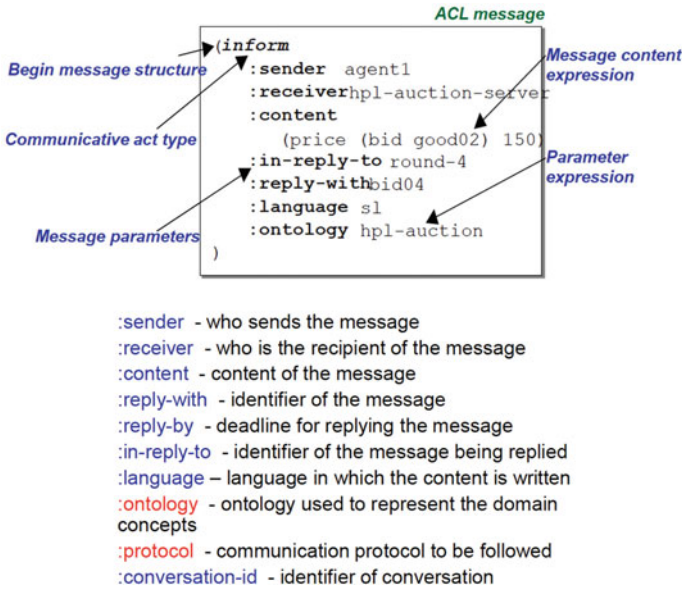 ACL message
(inform
Begin message structure
Message content
expression
:sender agent1
:receiver hpl-auction-server
:content
Communicative act type
(price (bid good02) 150)
Parameter
expression
:in-reply-to round-4
:reply-with bid04
:language sl
Message parameters
:ontology hpl-auction
)
:sender - who sends the message
:receiver - who is the recipient of the message
:content - content of the message
:reply-with - identifier of the message
:reply-by - deadline for replying the message
:in-reply-to - identifier of the message being replied
:language – language in which the content is written
:ontology - ontology used to represent the domain
concepts
:protocol - communication protocol to be followed
:conversation-id - identifier of conversation